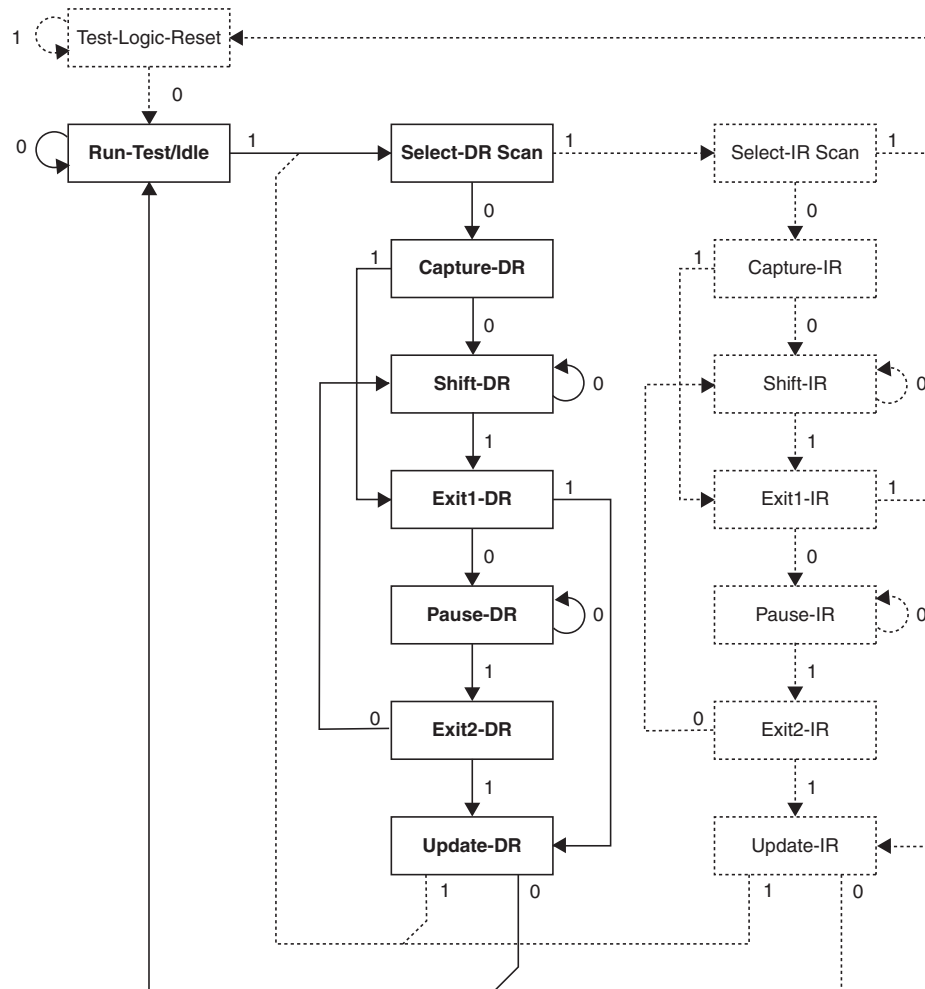 1 Test-Logic-Reset
0
0 Run-Test/Idle 1 Select-DR Scan 1 Select-IR Scan 1
0 0
1 Capture-DR 1 Capture-IR
0 0
Shift-DR 0 Shift-IR 0
1 1
Exit1-DR 1 Exit1-IR 1
0 0
Pause-DR 0 Pause-IR 0
1 1
0 Exit2-DR 0 Exit2-IR
1 1
Update-DR Update-IR
1 0 1 0